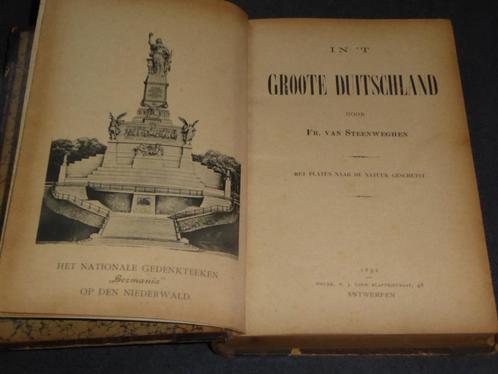 HET NATIONALE GEDENKTEEKEN
„Germania”
OP DEN NIEDERWALD.
IN 'T
GROOTE DUITSCHLAND
DOOR
FR. VAN STEENWEGHEN
MET PLATEN NAAR DE NATUUR GESCHETST
ANTWERPEN